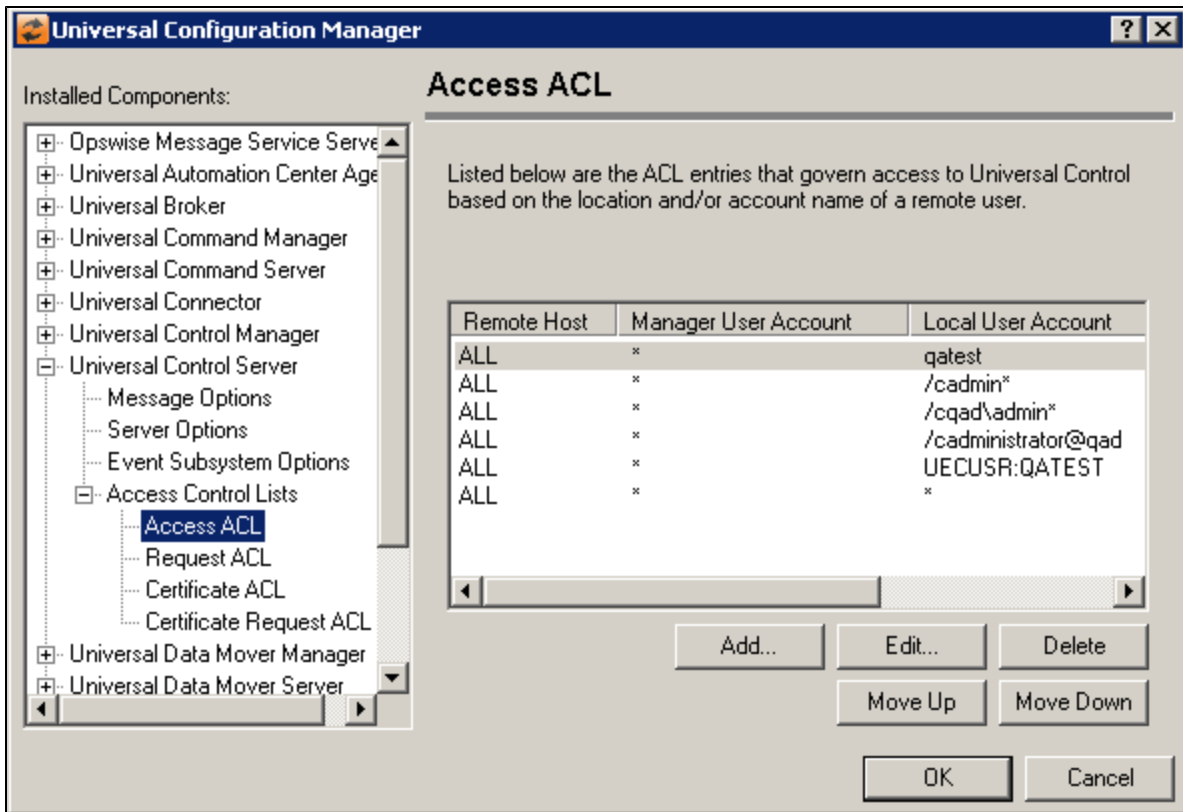 Universal Configuration Manager
Installed Components:
Opswise Message Service Serve
Universal Automation Center Age
Universal Broker
Universal Command Manager
Universal Command Server
Universal Connector
Universal Control Manager
Universal Control Server
Message Options
Server Options
Event Subsystem Options
Access Control Lists
Access ACL
Request ACL
Certificate ACL
Certificate Request ACL
Universal Data Mover Manager
Universal Data Mover Server
Access ACL
Listed below are the ACL entries that govern access to Universal Control
based on the location and/or account name of a remote user.
Remote Host Manager User Account Local User Account
ALL * qatest
ALL * /cadmin*
ALL * /cqad\admin*
ALL * /cadministrator@qad
ALL * UECUSR:QATEST
ALL * *
Add... Edit... Delete
Move Up Move Down
OK Cancel